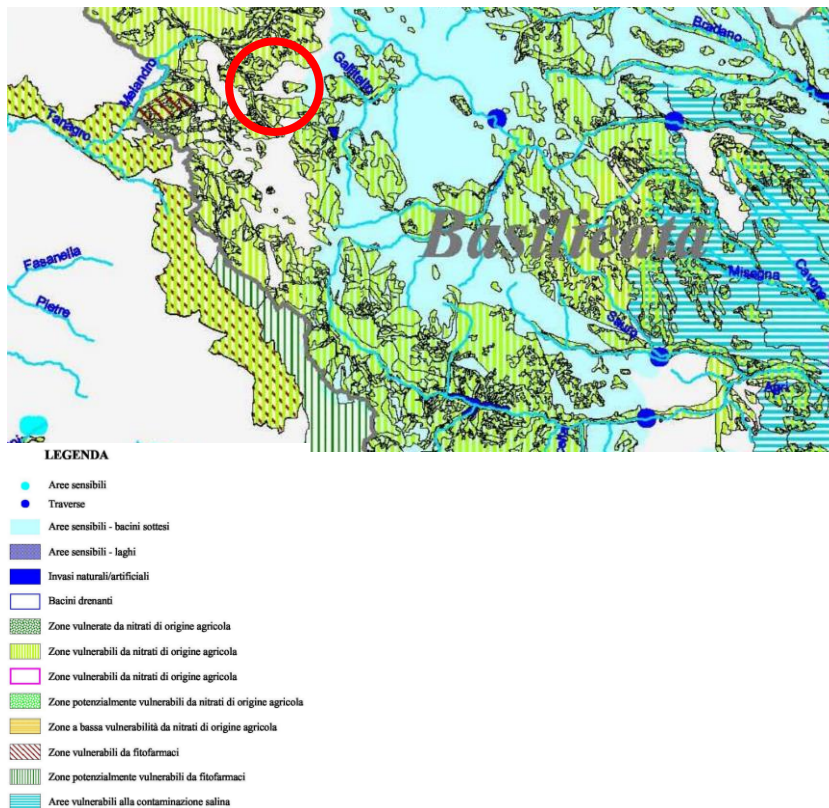 Bradano
Gallitello
Melandro
Tanagro
Basilicata
Fasanella
Misegna
Cavone
Pietre
Agri
LEGENDA
Aree sensibili
Traverse
Aree sensibili - bacini sottesi
Aree sensibili - laghi
Invasi naturali/artificiali
Bacini drenanti
Zone vulnerate da nitrati di origine agricola
Zone vulnerabili da nitrati di origine agricola
Zone vulnerabili da nitrati di origine agricola
Zone potenzialmente vulnerabili da nitrati di origine agricola
Zone a bassa vulnerabilità da nitrati di origine agricola
Zone vulnerabili da fitofarmaci
Zone potenzialmente vulnerabili da fitofarmaci
Aree vulnerabili alla contaminazione salina